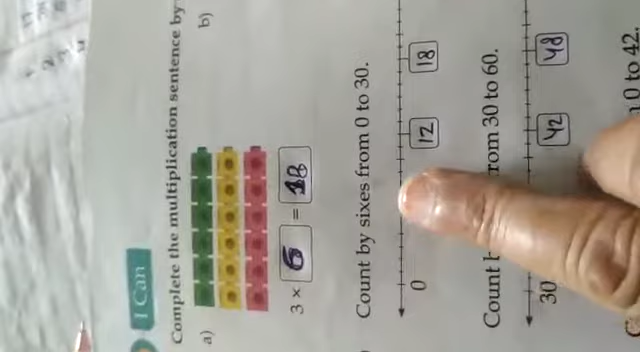 I Can
Complete the multiplication sentence by
a)
b)
3 × 6 = 18
Count by sixes from 0 to 30.
0 12 18
Count from 30 to 60.
30 42 48
0 to 42.